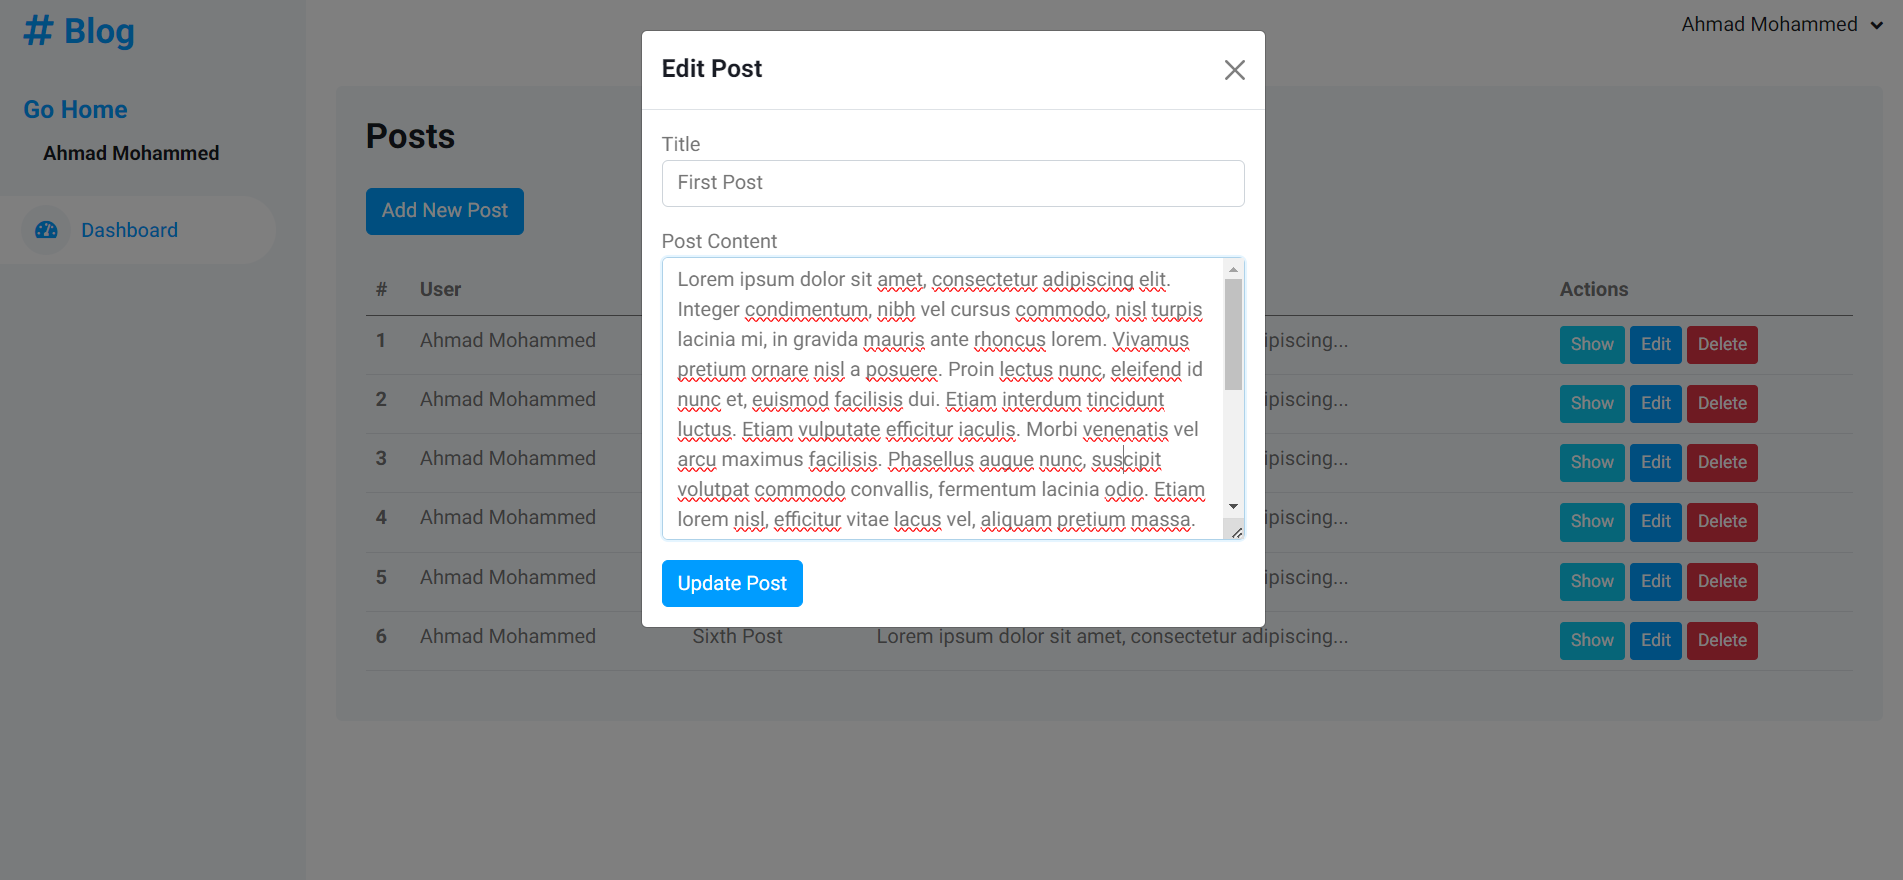 # Blog
Ahmad Mohammed
Go Home
Ahmad Mohammed
Dashboard
Posts
Add New Post
# User Actions
1 Ahmad Mohammed ipiscing... Show Edit Delete
2 Ahmad Mohammed ipiscing... Show Edit Delete
3 Ahmad Mohammed ipiscing... Show Edit Delete
4 Ahmad Mohammed ipiscing... Show Edit Delete
5 Ahmad Mohammed ipiscing... Show Edit Delete
6 Ahmad Mohammed Sixth Post Lorem ipsum dolor sit amet, consectetur adipiscing... Show Edit Delete
Edit Post
Title
First Post
Post Content
Lorem ipsum dolor sit amet, consectetur adipiscing elit.
Integer condimentum, nibh vel cursus commodo, nisl turpis
lacinia mi, in gravida mauris ante rhoncus lorem. Vivamus
pretium ornare nisl a posuere. Proin lectus nunc, eleifend id
nunc et, euismod facilisis dui. Etiam interdum tincidunt
luctus. Etiam vulputate efficitur iaculis. Morbi venenatis vel
arcu maximus facilisis. Phasellus augue nunc, suscipit
volutpat commodo convallis, fermentum lacinia odio. Etiam
lorem nisl, efficitur vitae lacus vel, aliquam pretium massa.
Update Post